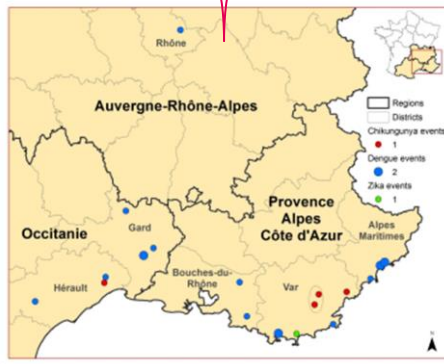 Rhône
Auvergne-Rhône-Alpes
Regions
Districts
Chikungunya events
1
Dengue events
2
Zika events
1
Provence
Alpes
Côte d'Azur
Alpes
Maritimes
Gard
Occitanie
Bouches-du-
Rhône
Var
Hérault
N